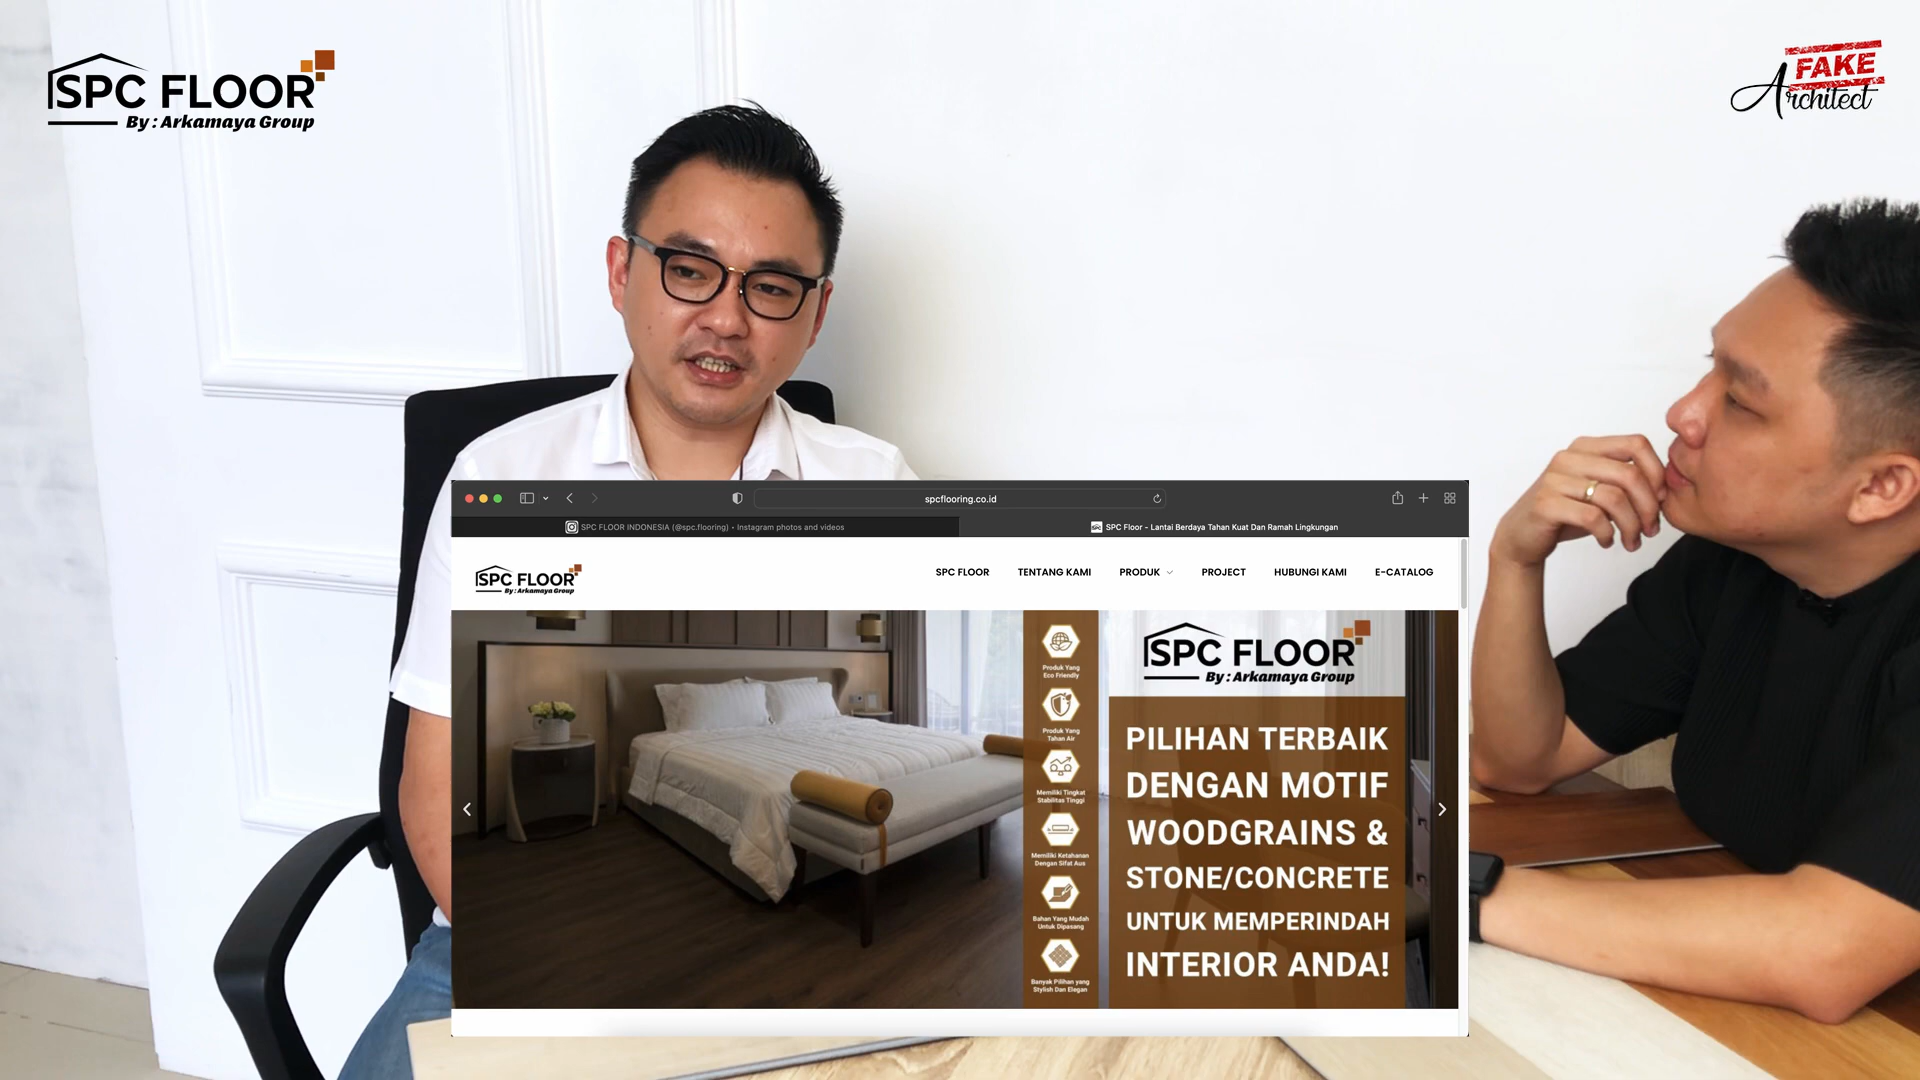 SPC FLOOR
By : Arkamaya Group
FAKE
Architect
spcflooring.co.id
SPC FLOOR INDONESIA (@spc.flooring) • Instagram photos and videos
SPC Floor - Lantai Berdaya Tahan Kuat Dan Ramah Lingkungan
SPC FLOOR
By : Arkamaya Group
SPC FLOOR
TENTANG KAMI
PRODUK
PROJECT
HUBUNGI KAMI
E-CATALOG
Produk Yang
Eco Friendly
Produk Yang
Tahan Air
Memiliki Tingkat
Stabilitas Tinggi
Memiliki Ketahanan
Dengan Sifat Aus
Bahan Yang Mudah
Untuk Dipasang
Banyak Pilihan yang
Stylish Dan Elegan
SPC FLOOR
By : Arkamaya Group
PILIHAN TERBAIK
DENGAN MOTIF
WOODGRAINS &
STONE/CONCRETE
UNTUK MEMPERINDAH
INTERIOR ANDA!